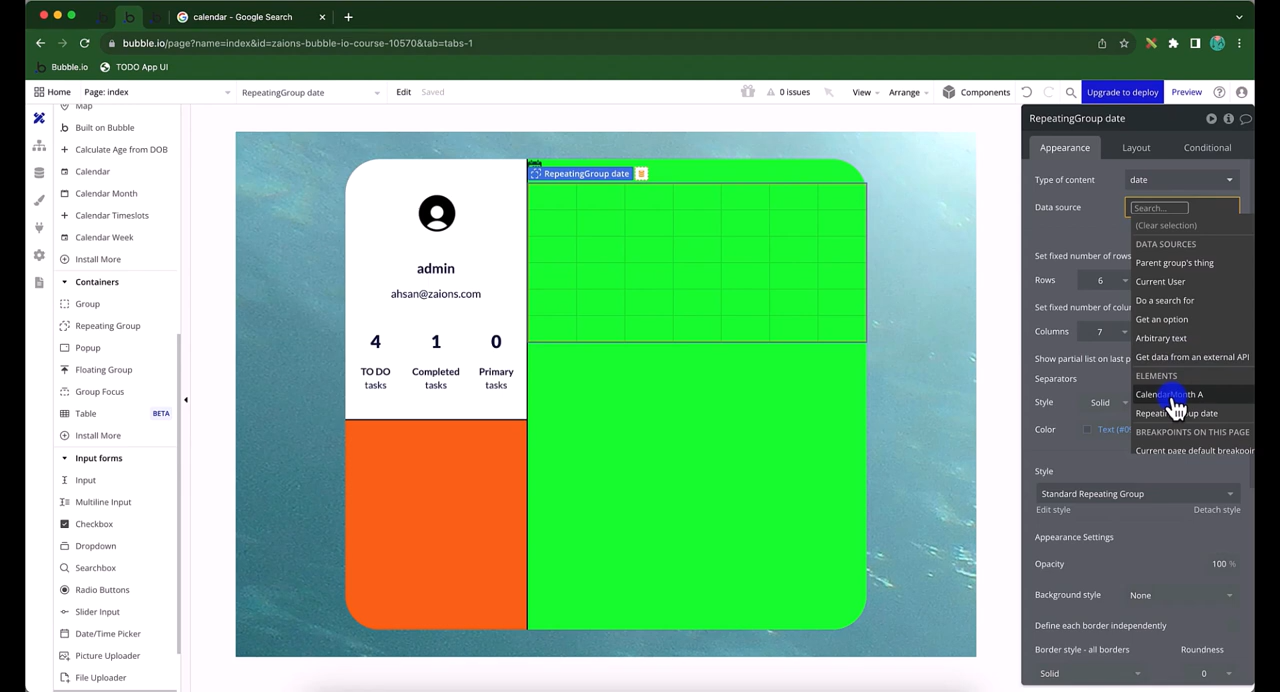 calendar - Google Search
bubble.io/page?name=index&id=zaions-bubble-io-course-10570&tab=tabs-1
Bubble.io
TODO App UI
Home
Page: index
RepeatingGroup date
Edit
Saved
0 issues
View
Arrange
Components
Upgrade to deploy
Preview
Map
Built on Bubble
Calculate Age from DOB
Calendar
Calendar Month
Calendar Timeslots
Calendar Week
Install More
Containers
Group
Repeating Group
Popup
Floating Group
Group Focus
Table
BETA
Install More
Input forms
Input
Multiline Input
Checkbox
Dropdown
Searchbox
Radio Buttons
Slider Input
Date/Time Picker
Picture Uploader
File Uploader
RepeatingGroup date
admin
ahsan@zaions.com
4 1 0
TO DO Completed Primary
tasks tasks tasks
RepeatingGroup date
Appearance
Layout
Conditional
Type of content
date
Data source
Search...
(Clear selection)
DATA SOURCES
Parent group's thing
Current User
Do a search for
Get an option
Arbitrary text
Get data from an external API
ELEMENTS
CalendarMonth A
date
BREAKPOINTS ON THIS PAGE
Current page default
Set fixed number of rows
Rows
6
Set fixed number of
Columns
7
Show partial list on last
Separators
Style
Solid
Color
Text
Style
Standard Repeating Group
Edit style
Detach style
Appearance Settings
Opacity
100 %
Background style
None
Define each border independently
Border style - all borders
Roundness
Solid
0